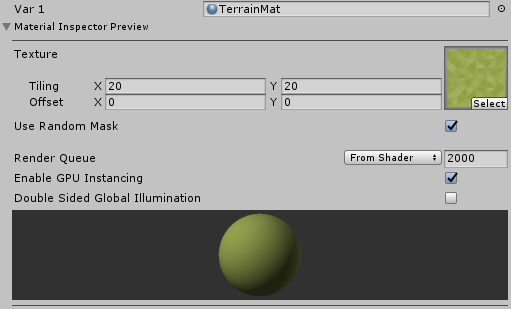 Var 1 TerrainMat
Material Inspector Preview
Texture
Tiling X 20 Y 20
Offset X 0 Y 0
Select
Use Random Mask
Render Queue From Shader 2000
Enable GPU Instancing
Double Sided Global Illumination